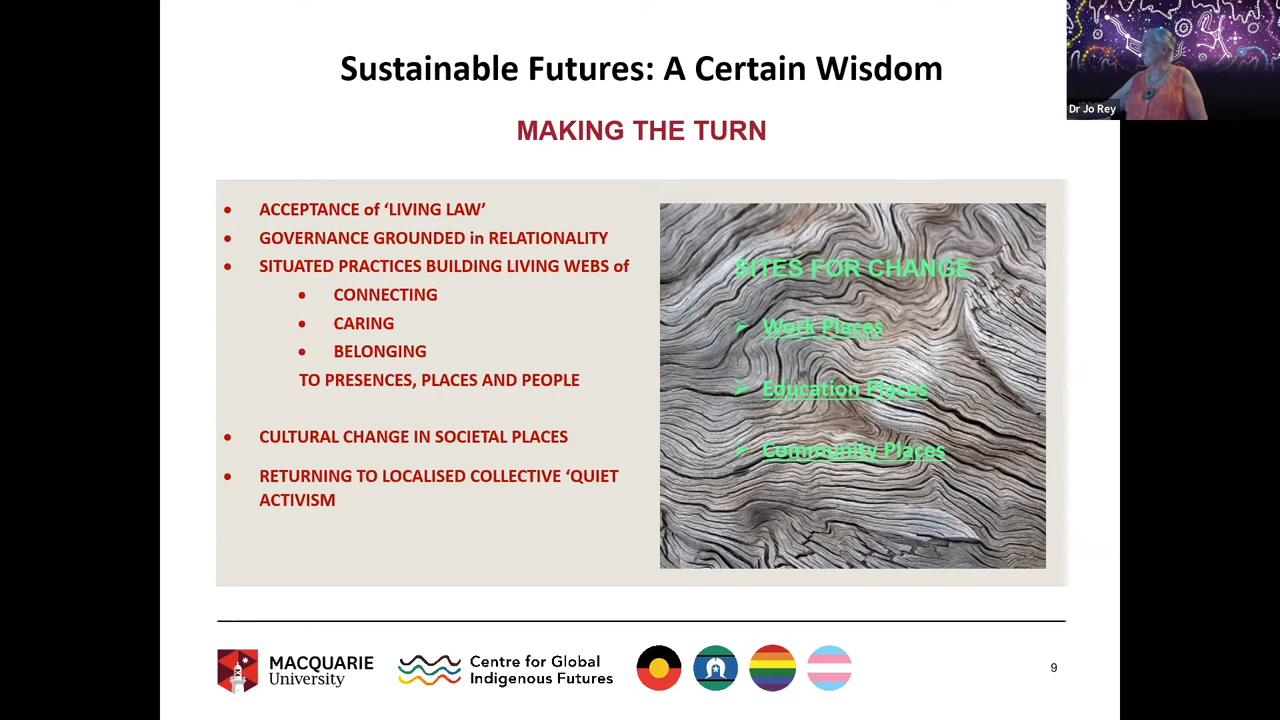 Sustainable Futures: A Certain Wisdom
MAKING THE TURN
Dr Jo Rey
ACCEPTANCE of ‘LIVING LAW’
GOVERNANCE GROUNDED in RELATIONALITY
SITUATED PRACTICES BUILDING LIVING WEBS of
CONNECTING
CARING
BELONGING
TO PRESENCES, PLACES AND PEOPLE
CULTURAL CHANGE IN SOCIETAL PLACES
RETURNING TO LOCALISED COLLECTIVE ‘QUIET
ACTIVISM
SITES FOR CHANGE
Work Places
Education Places
Community Places
MACQUARIE
University
Centre for Global
Indigenous Futures
9